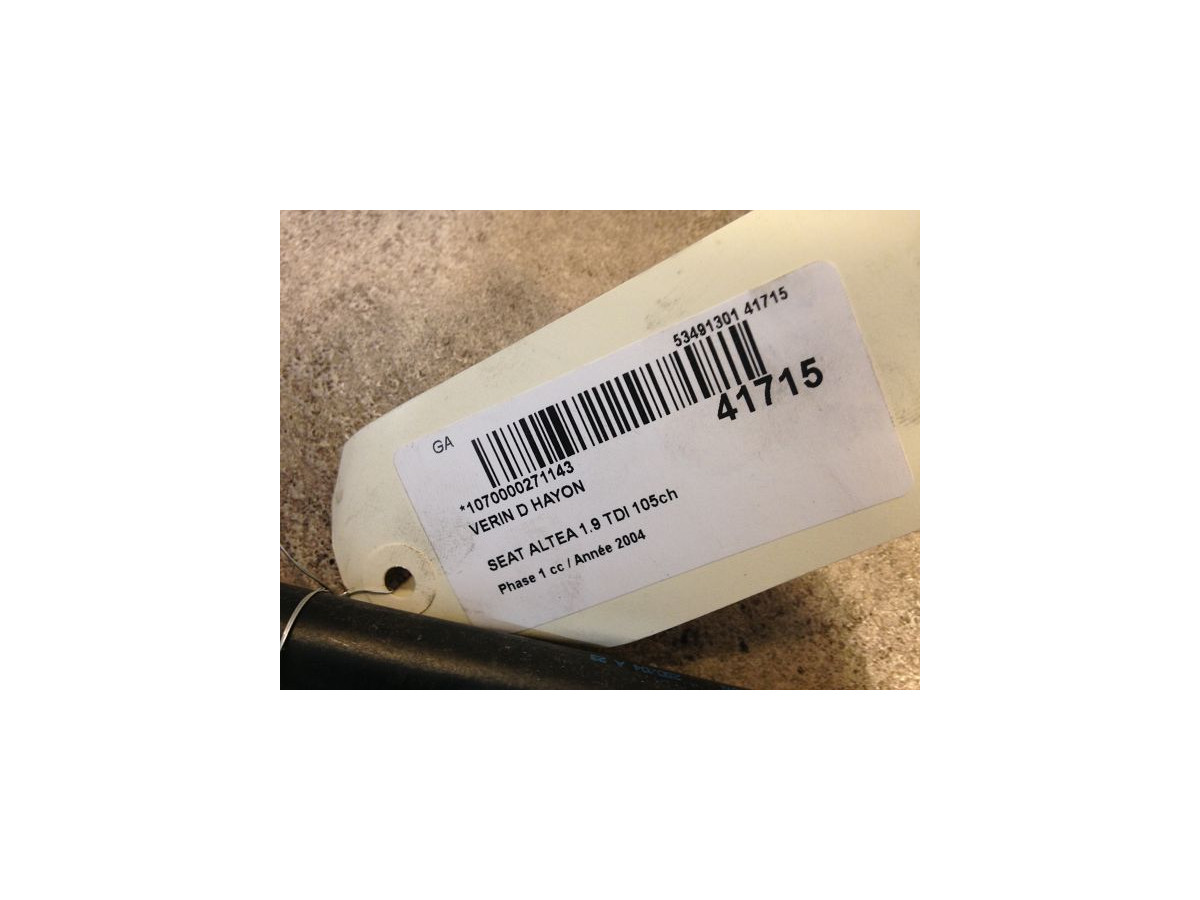 53491301 41715
GA
41715
*1070000271143
VERIN D HAYON
SEAT ALTEA 1.9 TDI 105ch
Phase 1 cc / Année 2004